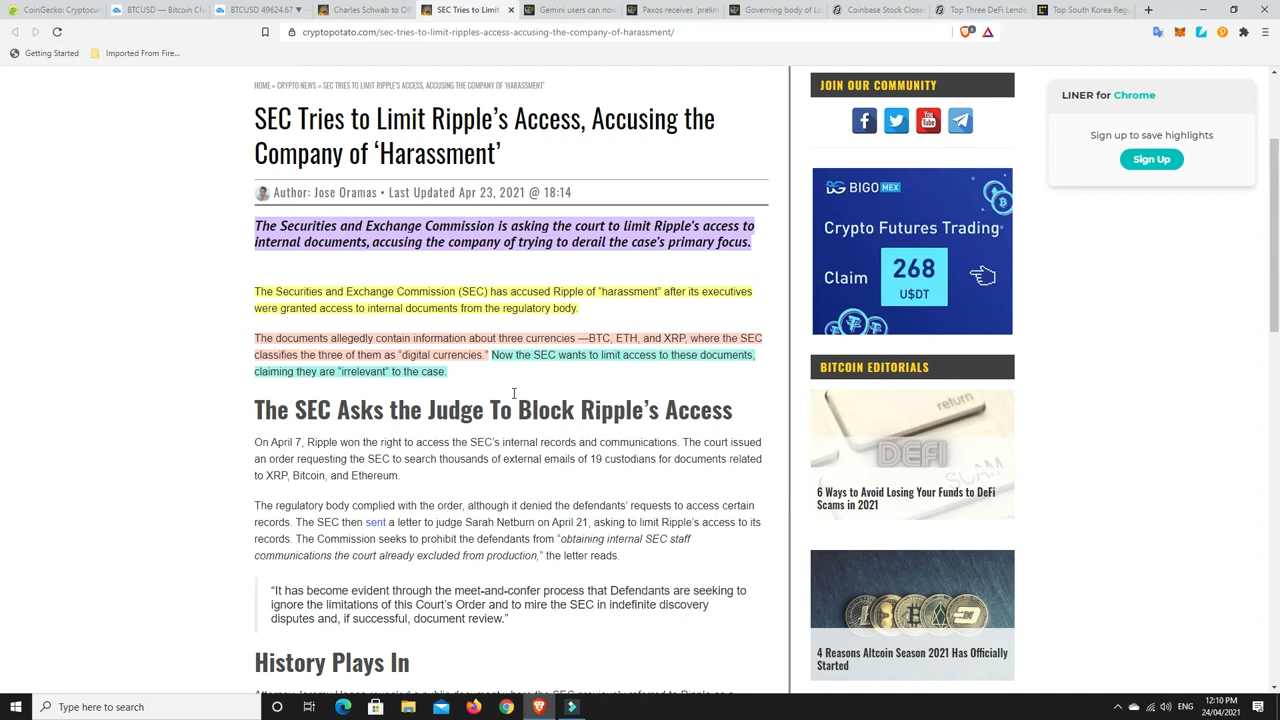 CoinGecko: Cryptocu
BTCUSD — Bitcoin Ch
BTCUSD 49624.67 ▼
Charles Schwab to Of
SEC Tries to Limit
Gemini users can now
Paxos receives 'prelim
Governing body of Lo
Coinbase Stock Close
Top Three DeFi Lende
Top South Korea Regu
cryptopotato.com/sec-tries-to-limit-ripples-access-accusing-the-company-of-harassment/
Getting Started
Imported From Fire...
HOME » CRYPTO NEWS » SEC TRIES TO LIMIT RIPPLE'S ACCESS, ACCUSING THE COMPANY OF 'HARASSMENT'
SEC Tries to Limit Ripple's Access, Accusing the
Company of 'Harassment'
Author: Jose Oramas • Last Updated Apr 23, 2021 @ 18:14
The Securities and Exchange Commission is asking the court to limit Ripple's access to
internal documents, accusing the company of trying to derail the case's primary focus.
The Securities and Exchange Commission (SEC) has accused Ripple of "harassment" after its executives
were granted access to internal documents from the regulatory body.
The documents allegedly contain information about three currencies —BTC, ETH, and XRP, where the SEC
classifies the three of them as "digital currencies." Now the SEC wants to limit access to these documents,
claiming they are "irrelevant" to the case.
The SEC Asks the Judge To Block Ripple's Access
On April 7, Ripple won the right to access the SEC's internal records and communications. The court issued
an order requesting the SEC to search thousands of external emails of 19 custodians for documents related
to XRP, Bitcoin, and Ethereum.
The regulatory body complied with the order, although it denied the defendants' requests to access certain
records. The SEC then sent a letter to judge Sarah Netburn on April 21, asking to limit Ripple's access to its
records. The Commission seeks to prohibit the defendants from "obtaining internal SEC staff
communications the court already excluded from production," the letter reads.
"It has become evident through the meet-and-confer process that Defendants are seeking to
ignore the limitations of this Court's Order and to mire the SEC in indefinite discovery
disputes and, if successful, document review."
History Plays In
JOIN OUR COMMUNITY
You
Tube
BIGO MEX
Crypto Futures Trading
Claim
268
U$DT
BITCOIN EDITORIALS
return
DEFI
SCAM
6 Ways to Avoid Losing Your Funds to DeFi
Scams in 2021
4 Reasons Altcoin Season 2021 Has Officially
Started
LINER for Chrome
Sign up to save highlights
Sign Up
Type here to search
ENG
12:10 PM
24/04/2021